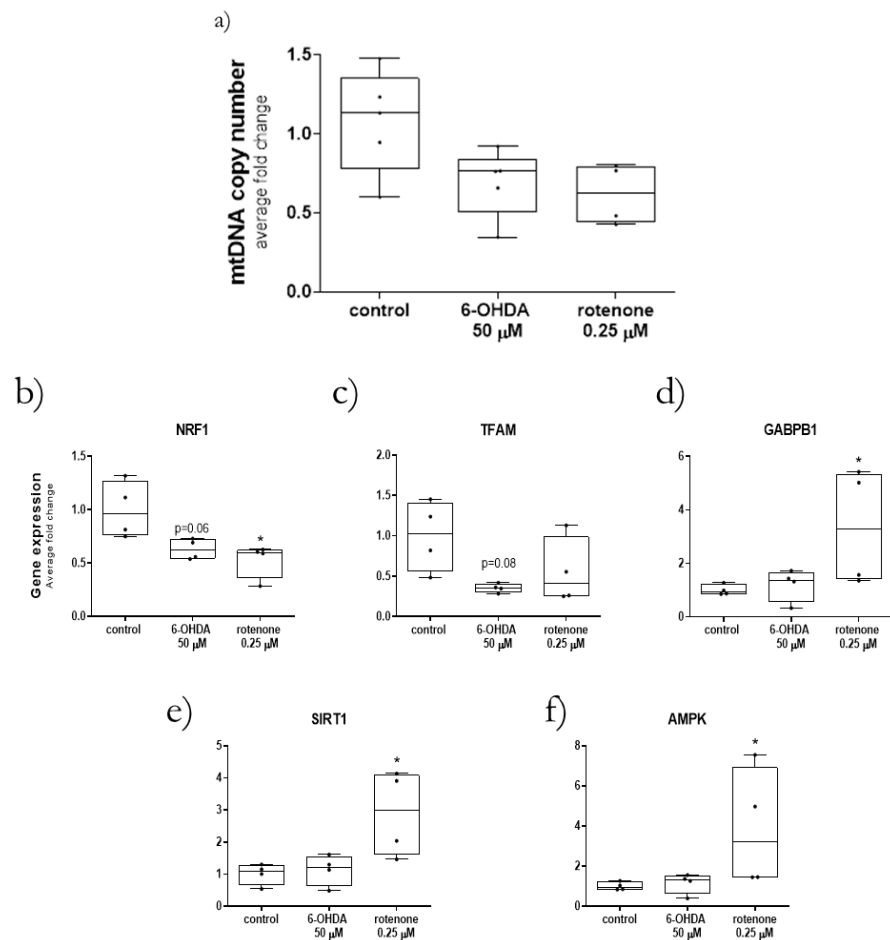 a)
mtDNA copy number
average fold change
1.5
1.0
0.5
0.0
control 6-OHDA rotenone
50 μM 0.25 μM
b) c) d)
NRF1 TFAM GABPB1
Gene expression
Average fold change
1.5
1.0
0.5
0.0
p=0.06
*
control 6-OHDA rotenone
50 μM 0.25 μM
2.0
1.5
1.0
0.5
0.0
p=0.08
control 6-OHDA rotenone
50 μM 0.25 μM
6
4
2
0
*
control 6-OHDA rotenone
50 μM 0.25 μM
e) f)
SIRT1 AMPK
5
4
3
2
1
0
*
control 6-OHDA rotenone
50 μM 0.25 μM
8
6
4
2
0
*
control 6-OHDA rotenone
50 μM 0.25 μM